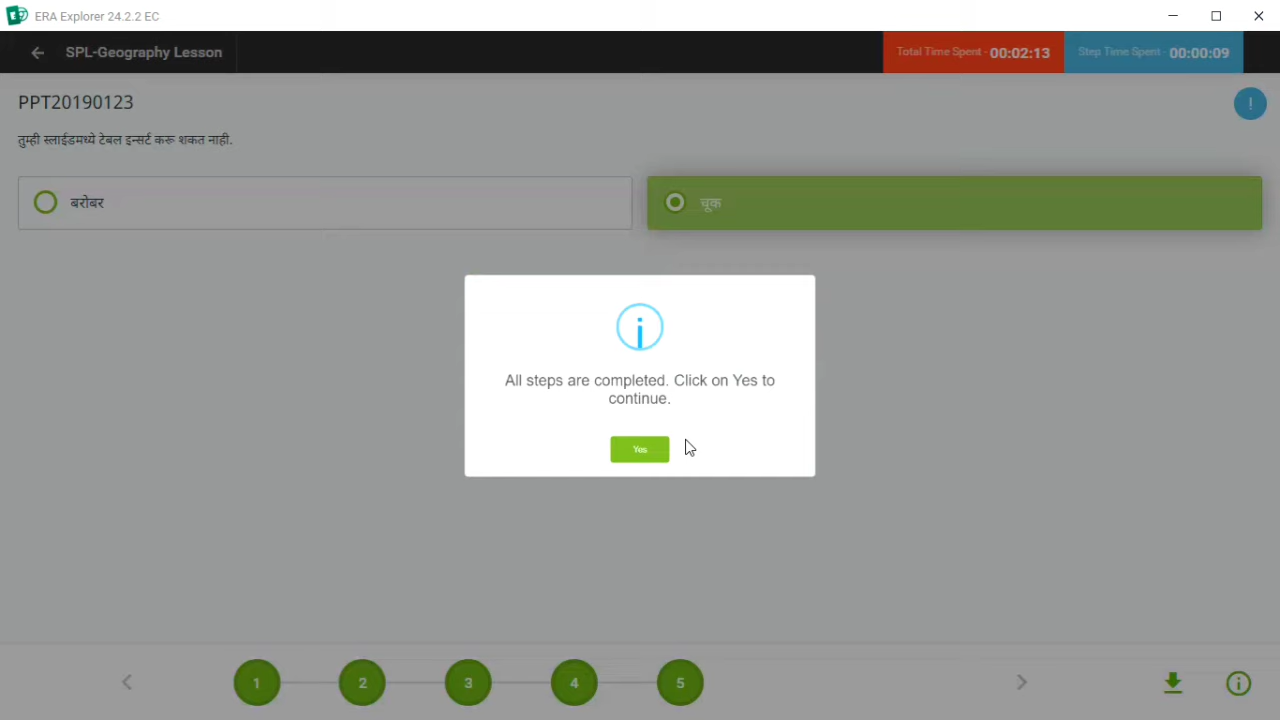 ERA Explorer 24.2.2 EC
SPL-Geography Lesson
Total Time Spent - 00:02:13
Step Time Spent - 00:00:09
PPT20190123
तुम्ही स्लाईडमध्ये टेबल इन्सर्ट करू शकत नाही.
बरोबर
चूक
All steps are completed. Click on Yes to
continue.
Yes
1 2 3 4 5